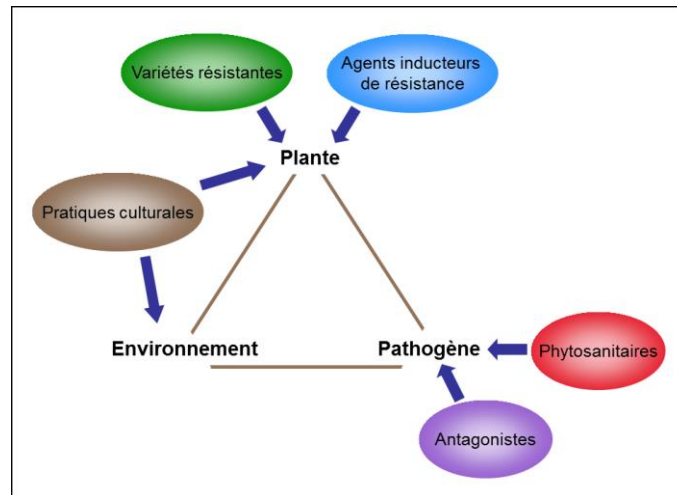 Variétés résistantes
Agents inducteurs
de résistance
Plante
Pratiques culturales
Environnement
Pathogène
Phytosanitaires
Antagonistes